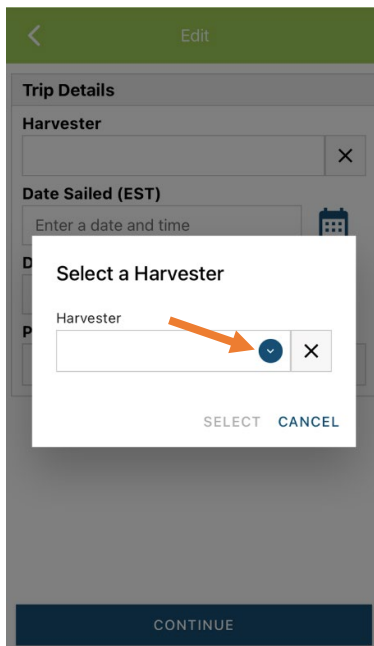 Edit
Trip Details
Harvester
Date Sailed (EST)
Enter a date and time
D
Select a Harvester
Harvester
P
SELECT CANCEL
CONTINUE